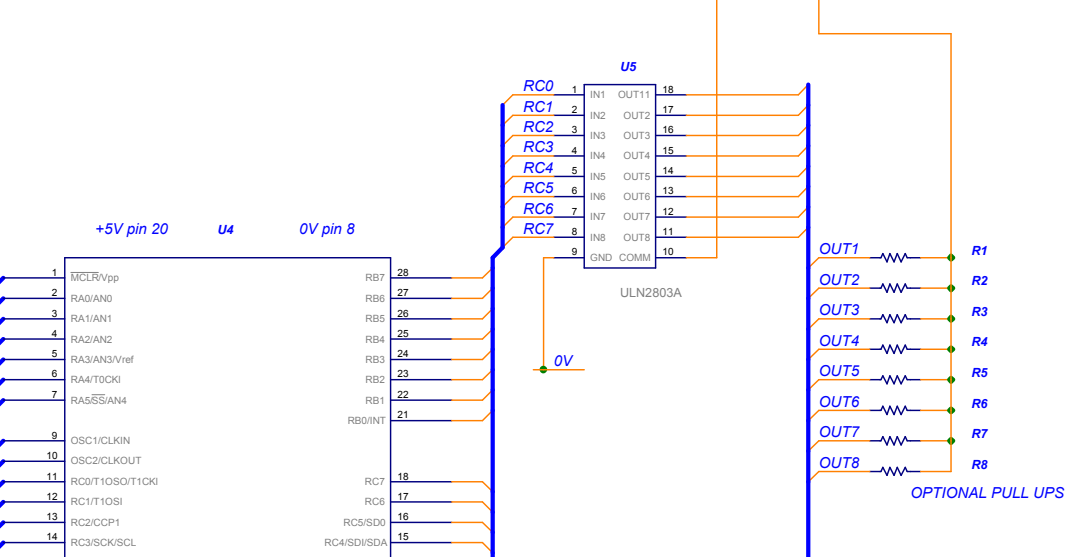 U5
RC0 1 IN1 OUT11 18
RC1 2 IN2 OUT2 17
RC2 3 IN3 OUT3 16
RC3 4 IN4 OUT4 15
RC4 5 IN5 OUT5 14
RC5 6 IN6 OUT6 13
RC6 7 IN7 OUT7 12
RC7 8 IN8 OUT8 11
9 GND COMM 10
ULN2803A
0V
+5V pin 20 U4 0V pin 8
1 MCLR/Vpp RB7 28
2 RA0/AN0 RB6 27
3 RA1/AN1 RB5 26
4 RA2/AN2 RB4 25
5 RA3/AN3/Vref RB3 24
6 RA4/T0CKI RB2 23
7 RA5/SS/AN4 RB1 22
RB0/INT 21
9 OSC1/CLKIN
10 OSC2/CLKOUT
11 RC0/T1OSO/T1CKI RC7 18
12 RC1/T1OSI RC6 17
13 RC2/CCP1 RC5/SD0 16
14 RC3/SCK/SCL RC4/SDI/SDA 15
OUT1 R1
OUT2 R2
OUT3 R3
OUT4 R4
OUT5 R5
OUT6 R6
OUT7 R7
OUT8 R8
OPTIONAL PULL UPS